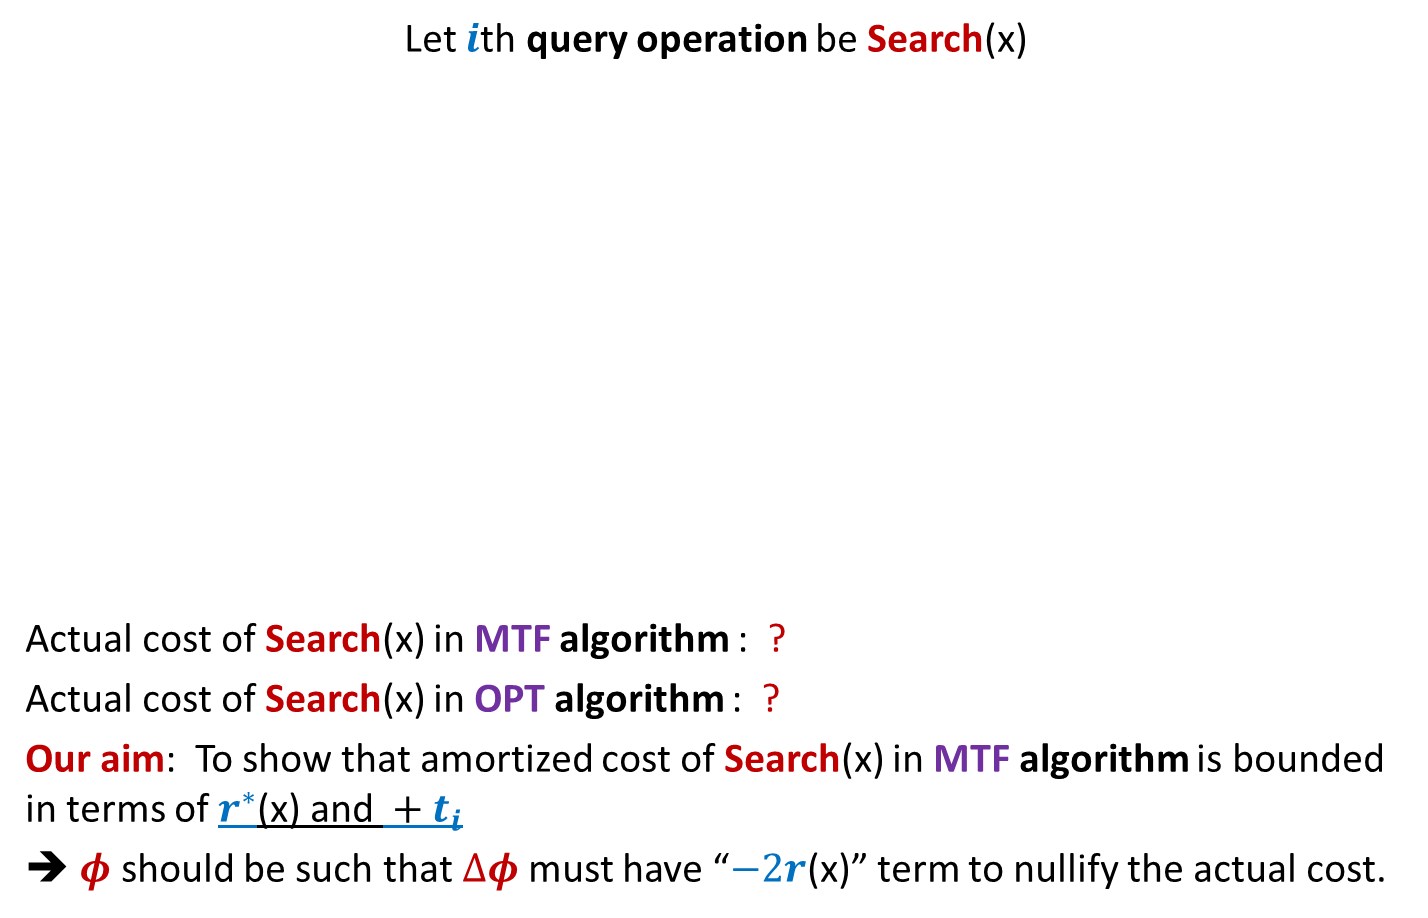 Let ith query operation be Search(x)
Actual cost of Search(x) in MTF algorithm : ?
Actual cost of Search(x) in OPT algorithm : ?
Our aim: To show that amortized cost of Search(x) in MTF algorithm is bounded
in terms of r*(x) and + tᵢ
➔ ϕ should be such that Δϕ must have “−2r(x)” term to nullify the actual cost.